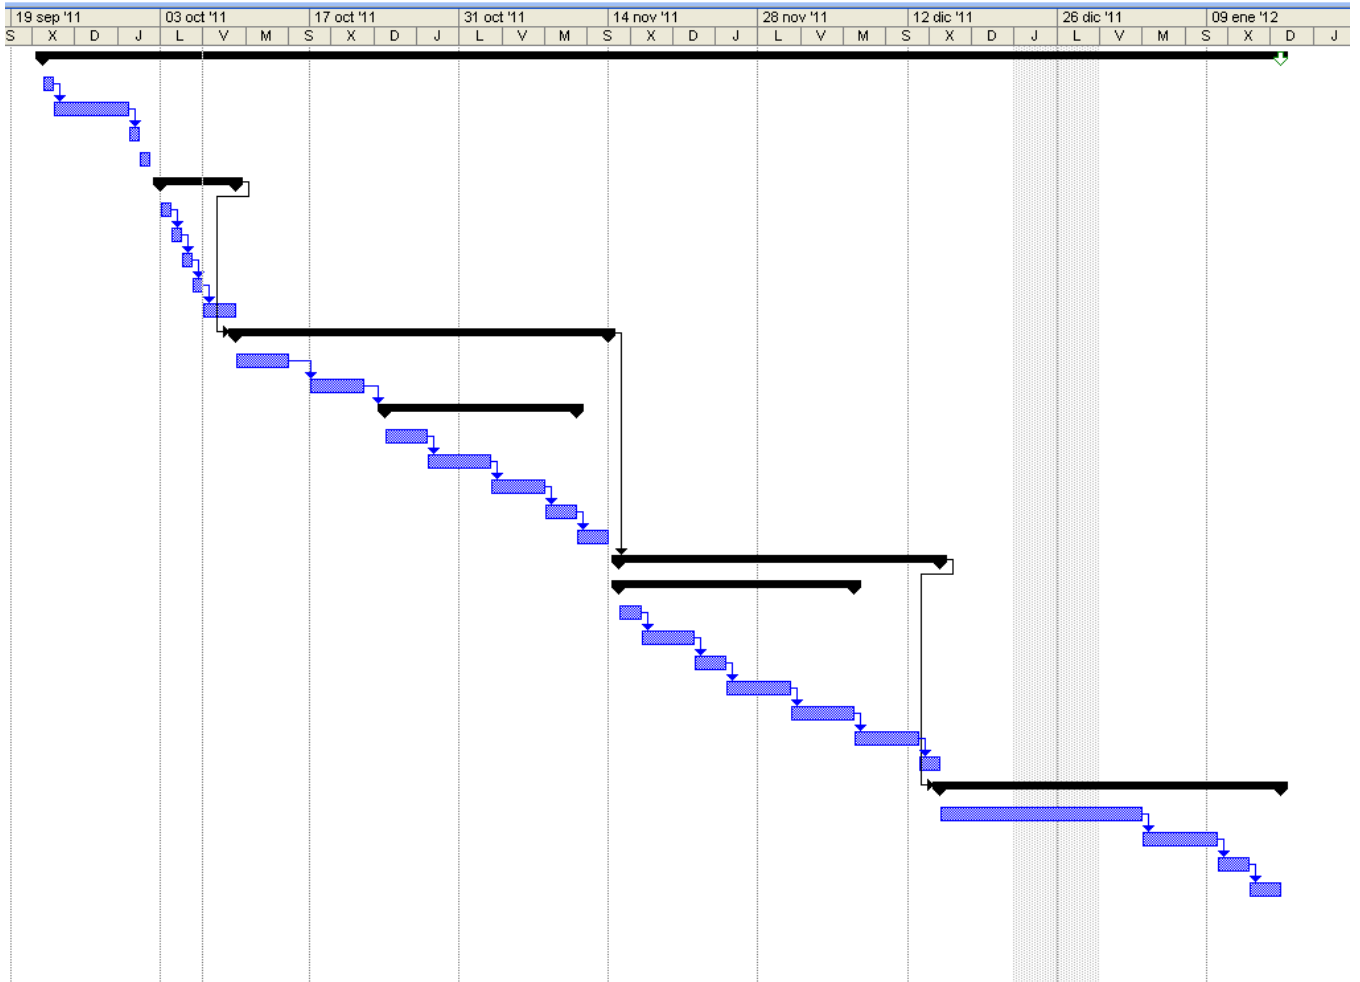 19 sep '11 03 oct '11 17 oct '11 31 oct '11 14 nov '11 28 nov '11 12 dic '11 26 dic '11 09 ene '12
S X D J L V M S X D J L V M S X D J L V M S X D J L V M S X D J